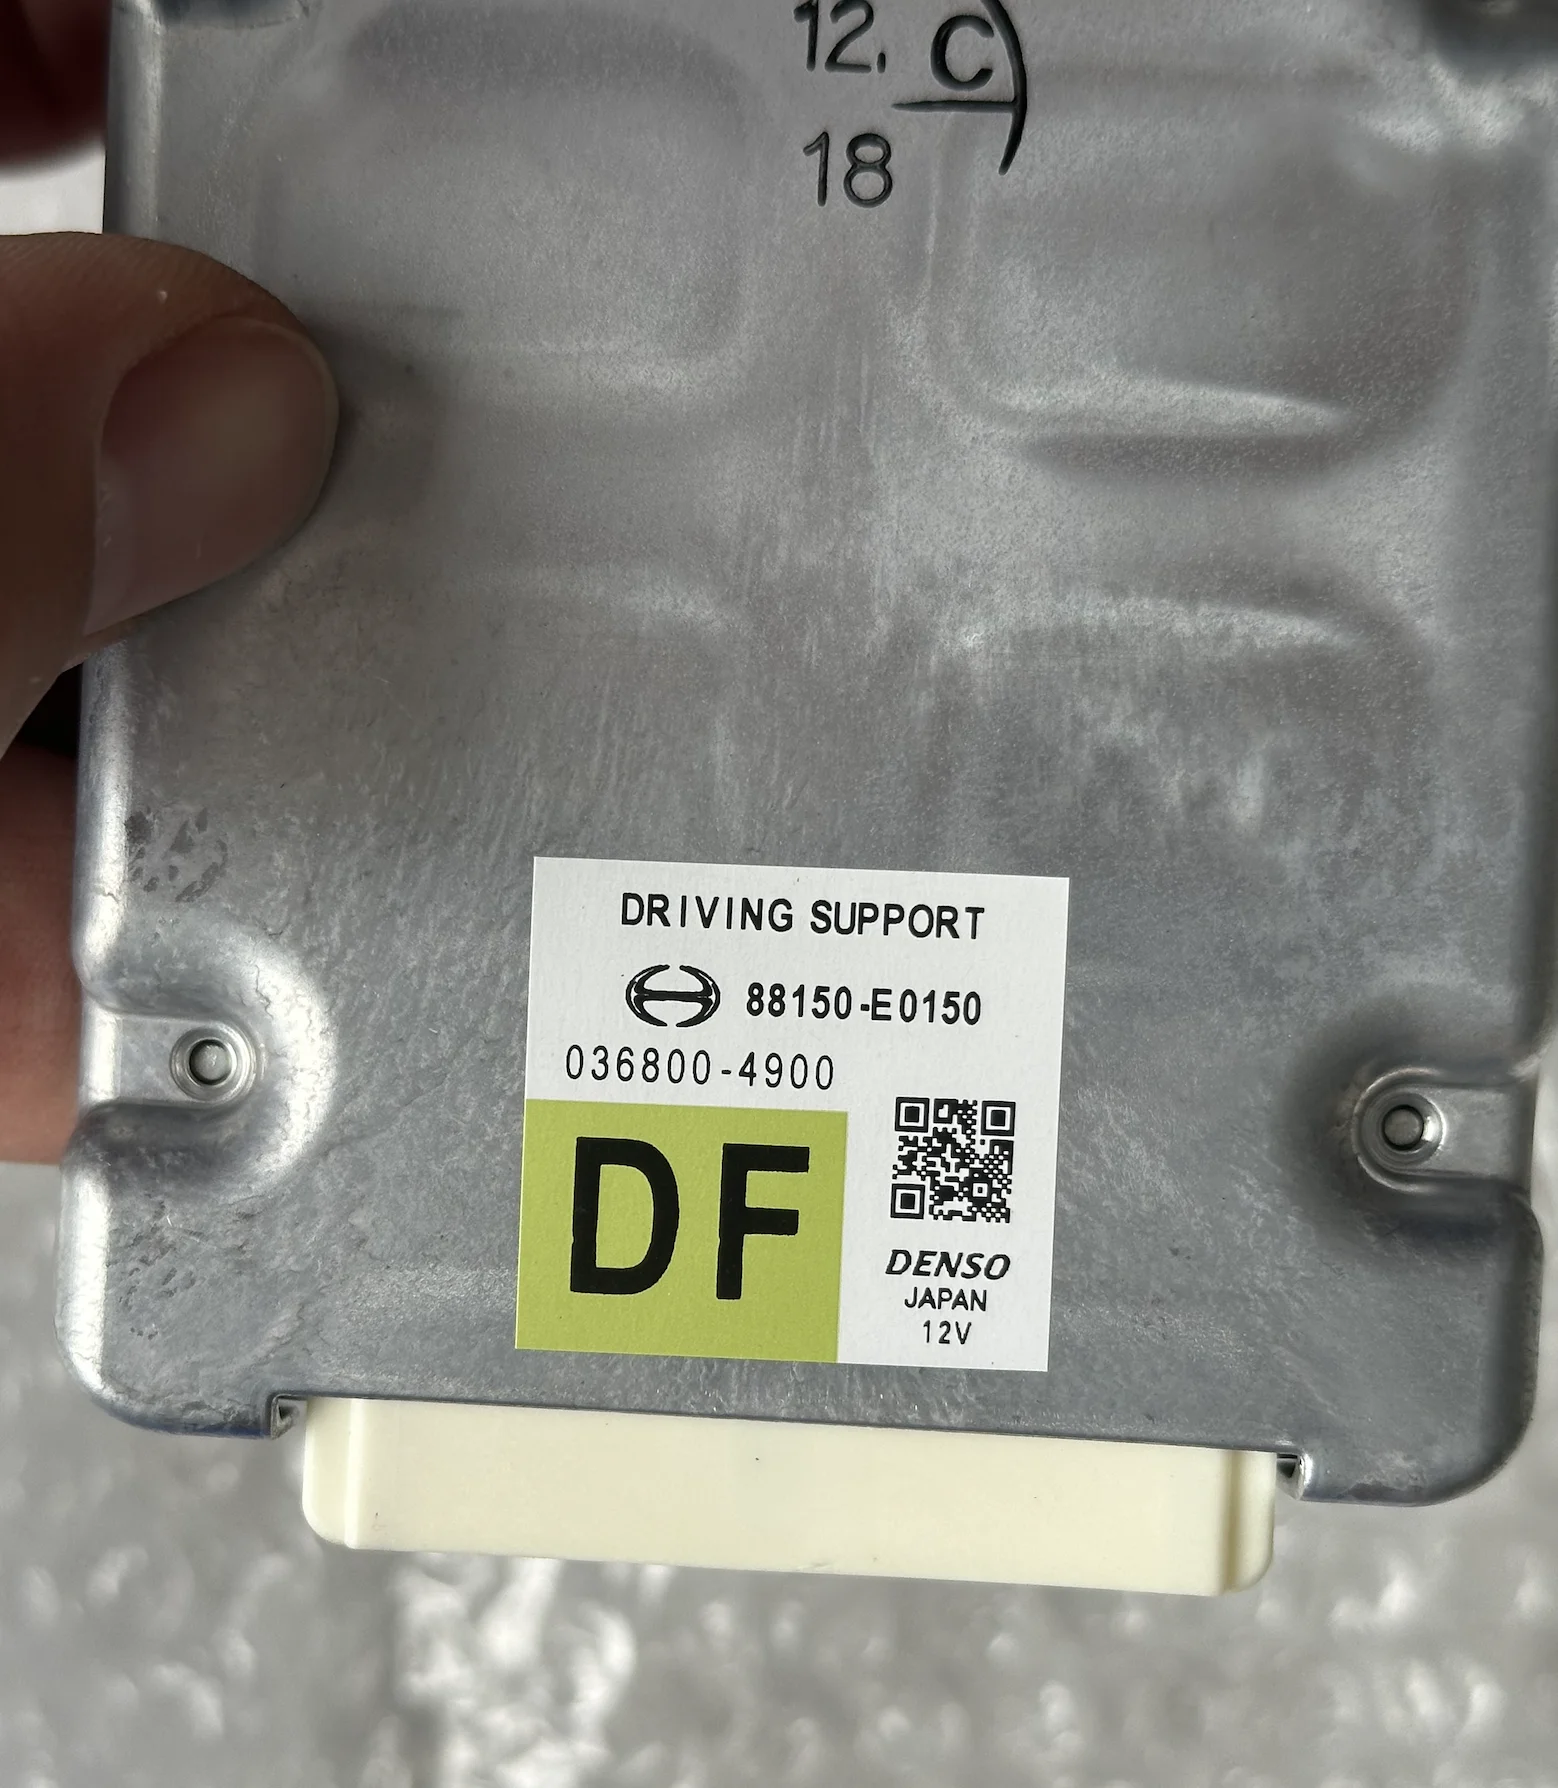 12. C
18
DRIVING SUPPORT
88150-E0150
036800-4900
DF
DENSO
JAPAN
12V